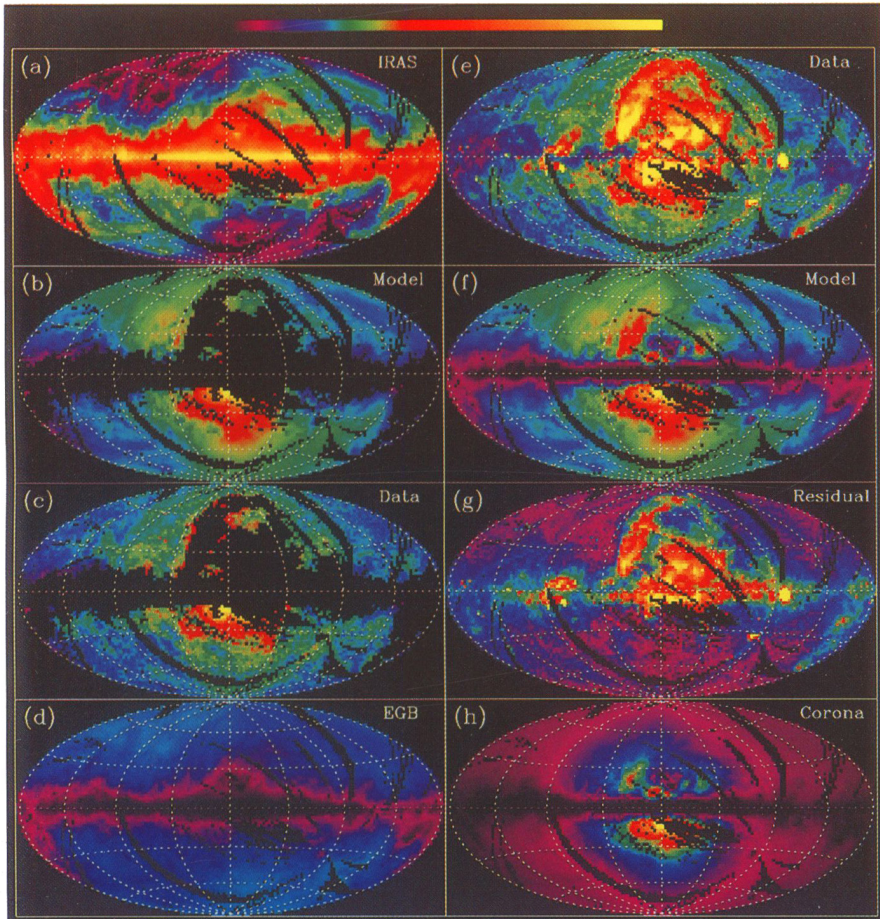 (a) IRAS
(e) Data
(b) Model
(f) Model
(c) Data
(g) Residual
(d) EGB
(h) Corona